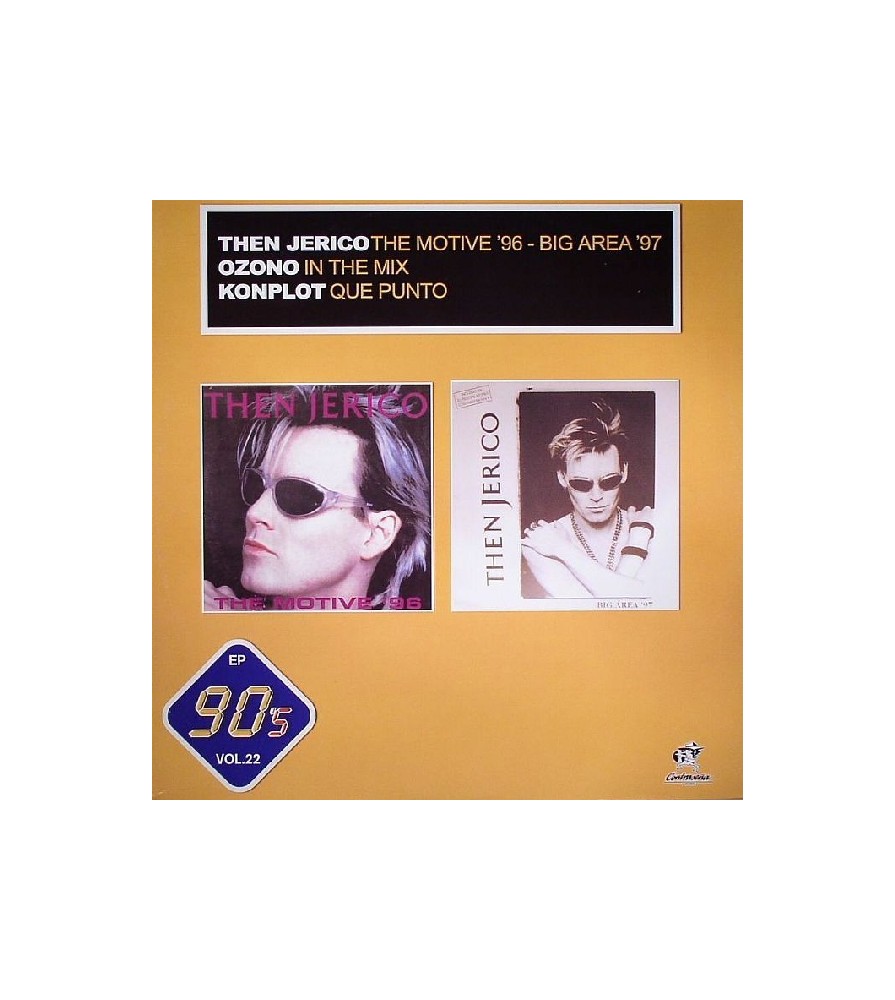 THEN JERICO THE MOTIVE '96 - BIG AREA '97
OZONO IN THE MIX
KONPLOT QUE PUNTO
THEN JERICO
THE MOTIVE '96
THEN JERICO
BIG AREA '97
EP
90's
VOL.22
Contraseña